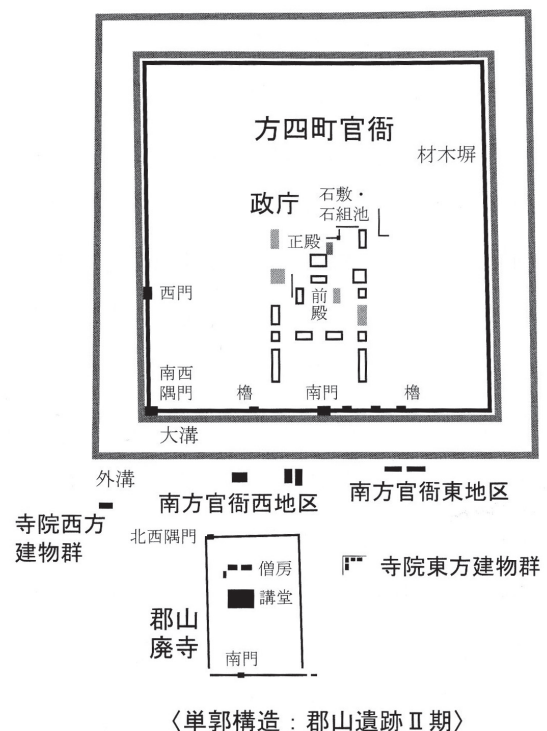 方四町官衙
材木塀
政庁
石敷・
石組池
正殿
前
殿
西門
南西
隅門
櫓
南門
櫓
大溝
外溝
南方官衙西地区
南方官衙東地区
寺院西方
建物群
北西隅門
僧房
寺院東方建物群
講堂
郡山
廃寺
南門
〈単郭構造：郡山遺跡Ⅱ期〉